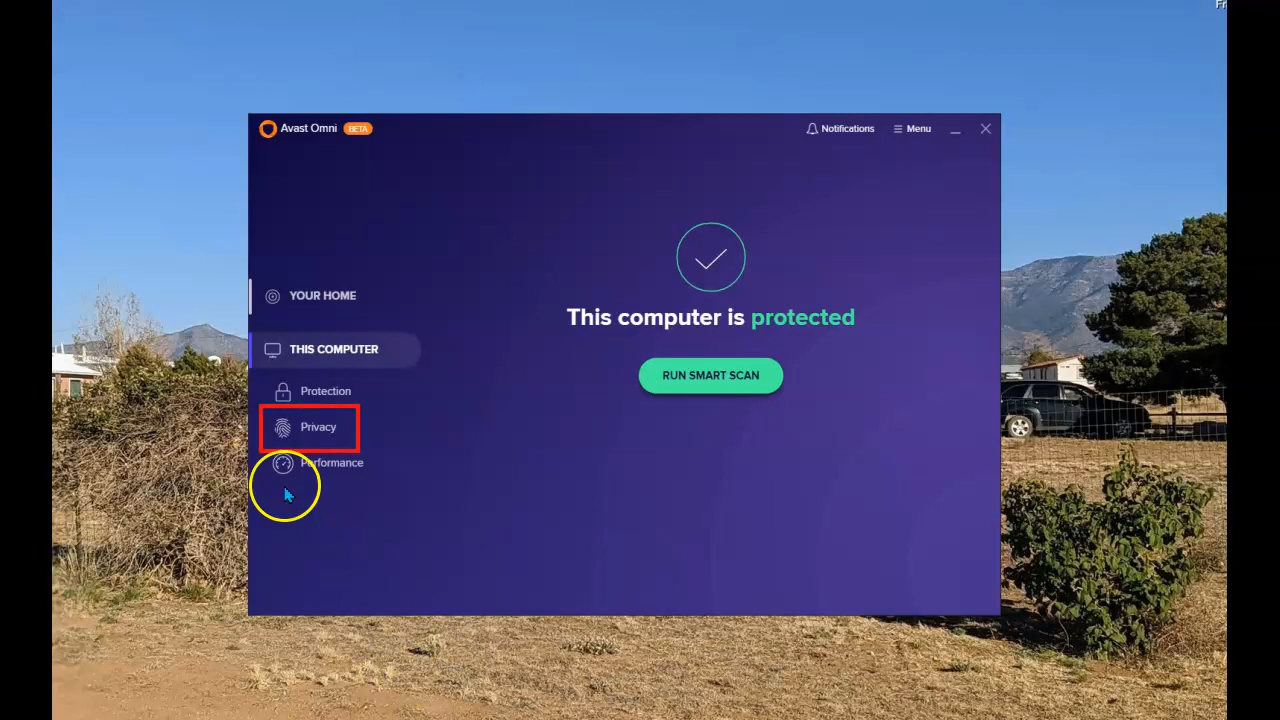 Avast Omni BETA
Notifications
Menu
YOUR HOME
THIS COMPUTER
Protection
Privacy
Performance
This computer is protected
RUN SMART SCAN